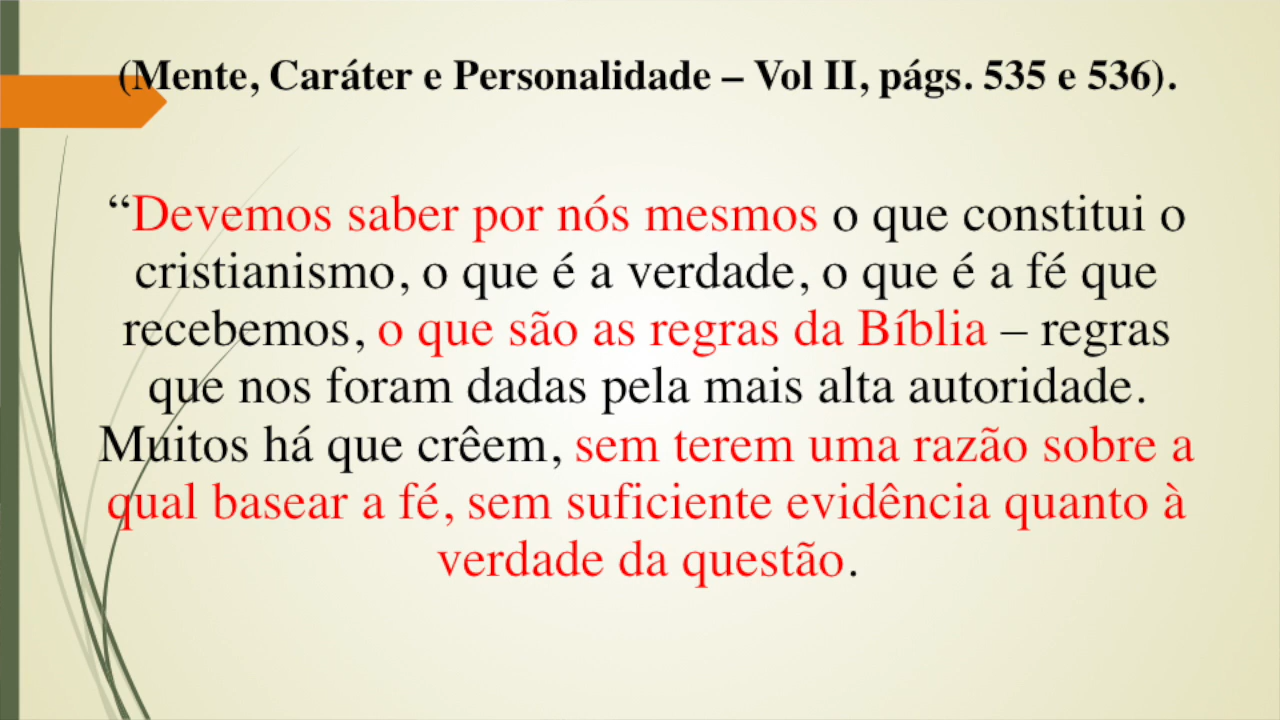 (Mente, Caráter e Personalidade – Vol II, págs. 535 e 536).
“Devemos saber por nós mesmos o que constitui o
cristianismo, o que é a verdade, o que é a fé que
recebemos, o que são as regras da Bíblia – regras
que nos foram dadas pela mais alta autoridade.
Muitos há que crêem, sem terem uma razão sobre a
qual basear a fé, sem suficiente evidência quanto à
verdade da questão.